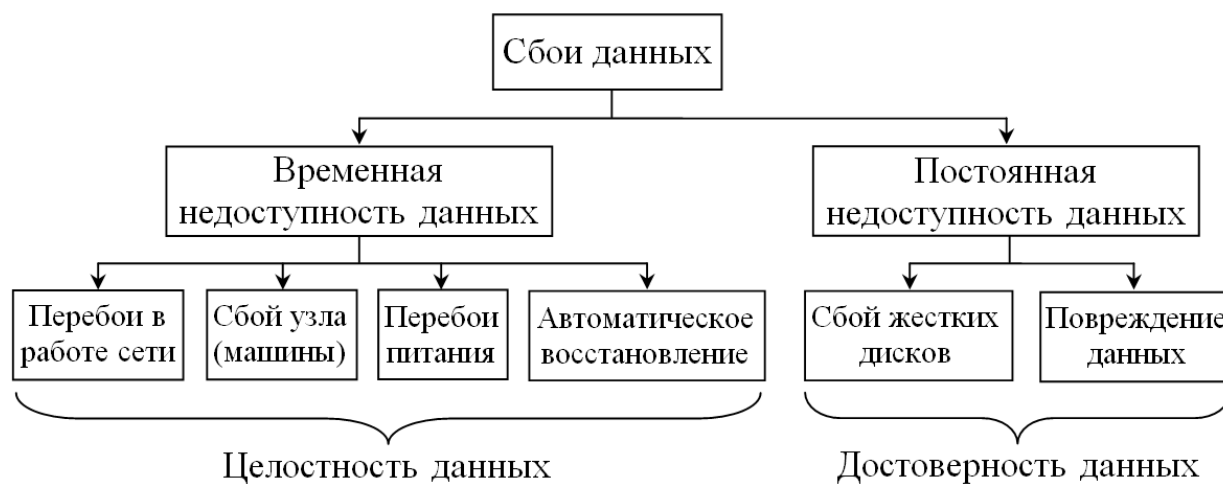 Сбои данных
Временная
недоступность данных
Постоянная
недоступность данных
Перебои в
работе сети
Сбой узла
(машины)
Перебои
питания
Автоматическое
восстановление
Сбой жестких
дисков
Повреждение
данных
Целостность данных
Достоверность данных